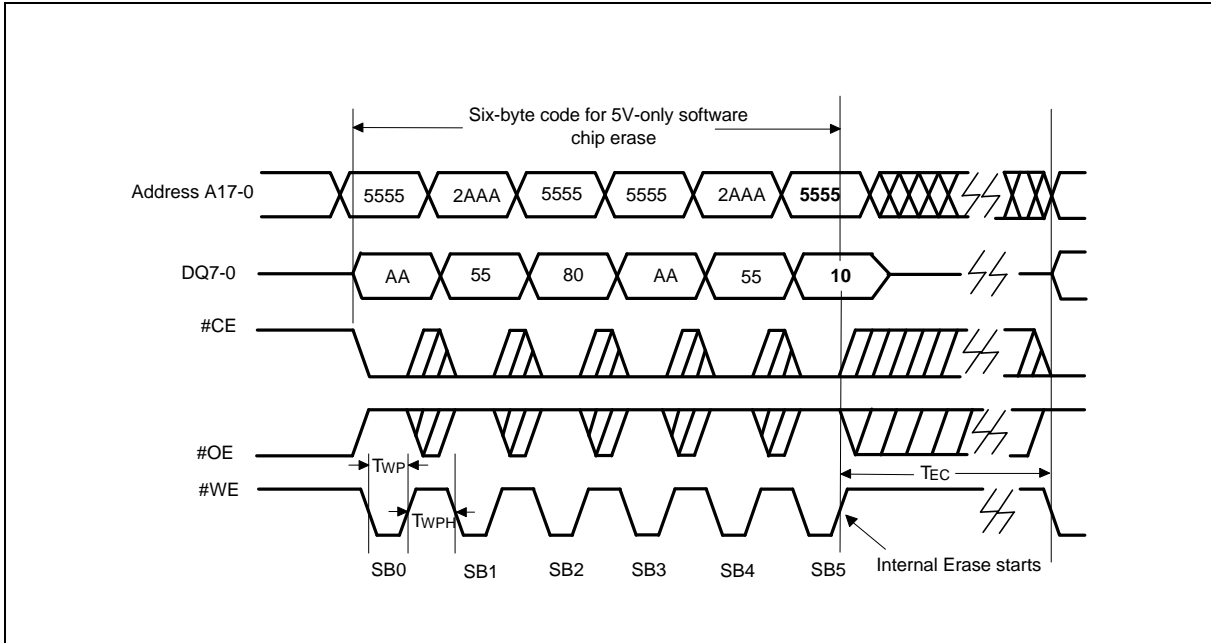 Six-byte code for 5V-only software
chip erase
Address A17-0
5555
2AAA
5555
5555
2AAA
5555
DQ7-0
AA
55
80
AA
55
10
#CE
#OE
TWP
TEC
#WE
TWPH
SB0
SB1
SB2
SB3
SB4
SB5
Internal Erase starts